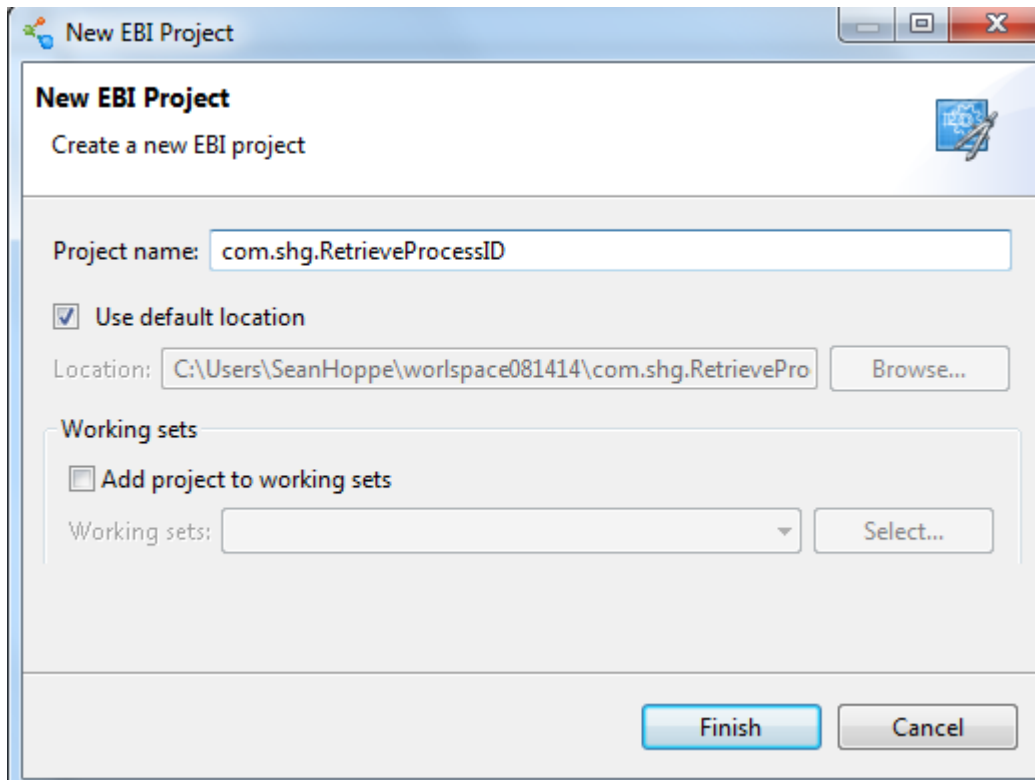 New EBI Project
New EBI Project
Create a new EBI project
Project name: com.shg.RetrieveProcessID
Use default location
Location: C:\Users\SeanHoppe\worlspace081414\com.shg.RetrievePro Browse...
Working sets
Add project to working sets
Working sets: Select...
Finish Cancel